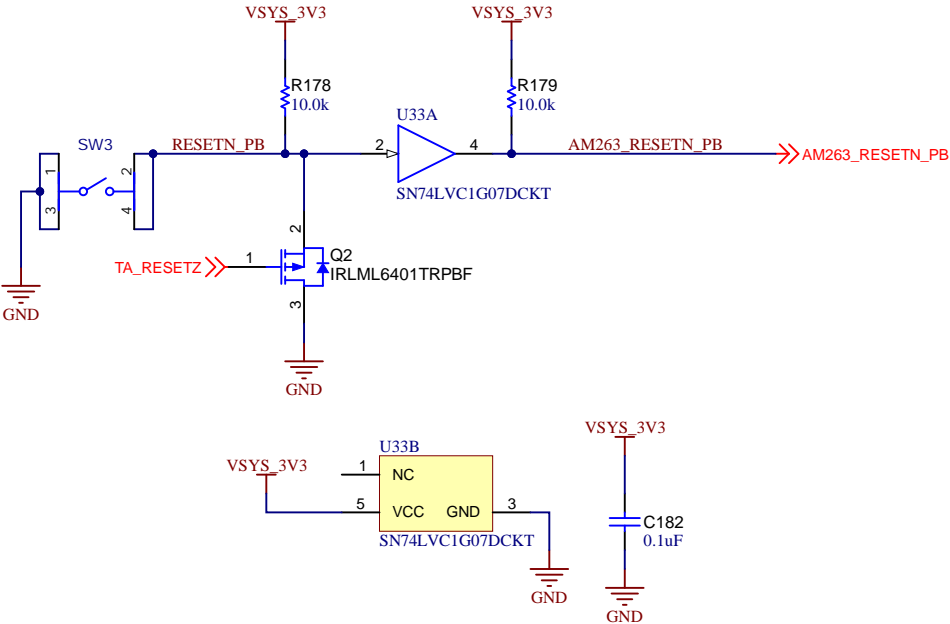 VSYS_3V3
VSYS_3V3
R178
10.0k
R179
10.0k
U33A
SW3
RESETN_PB
2
4
AM263_RESETN_PB
AM263_RESETN_PB
1
2
3
4
SN74LVC1G07DCKT
2
Q2
TA_RESETZ
1
IRLML6401TRPBF
3
GND
GND
VSYS_3V3
U33B
VSYS_3V3
1
NC
5
VCC
GND
3
C182
0.1uF
SN74LVC1G07DCKT
GND
GND